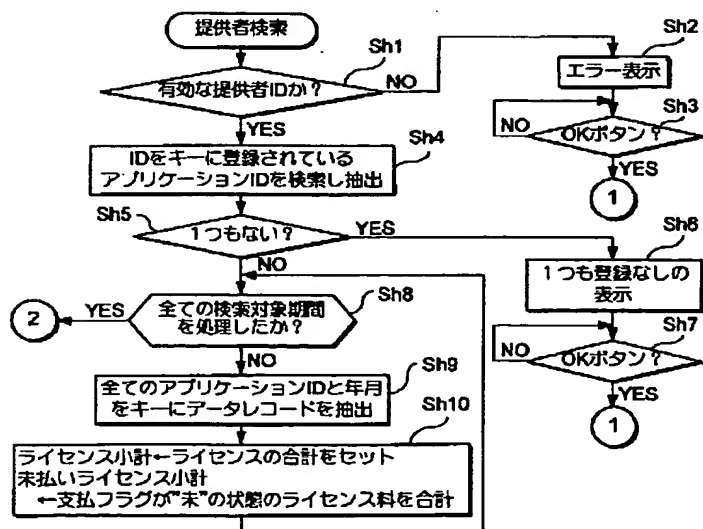 提供者検索
Sh1
有効な提供者IDか？
NO
YES
Sh2
エラー表示
Sh3
NO
OKボタン？
YES
1
Sh4
IDをキーに登録されている
アプリケーションIDを検索し抽出
Sh5
1つもない？
YES
NO
Sh6
1つも登録なしの
表示
Sh7
NO
OKボタン？
YES
1
Sh8
全ての検索対象期間
を処理したか？
YES
2
NO
Sh9
全てのアプリケーションIDと年月
をキーにデータレコードを抽出
Sh10
ライセンス小計←ライセンスの合計をセット
未払いライセンス小計
←支払フラグが"未"の状態のライセンス料を合計